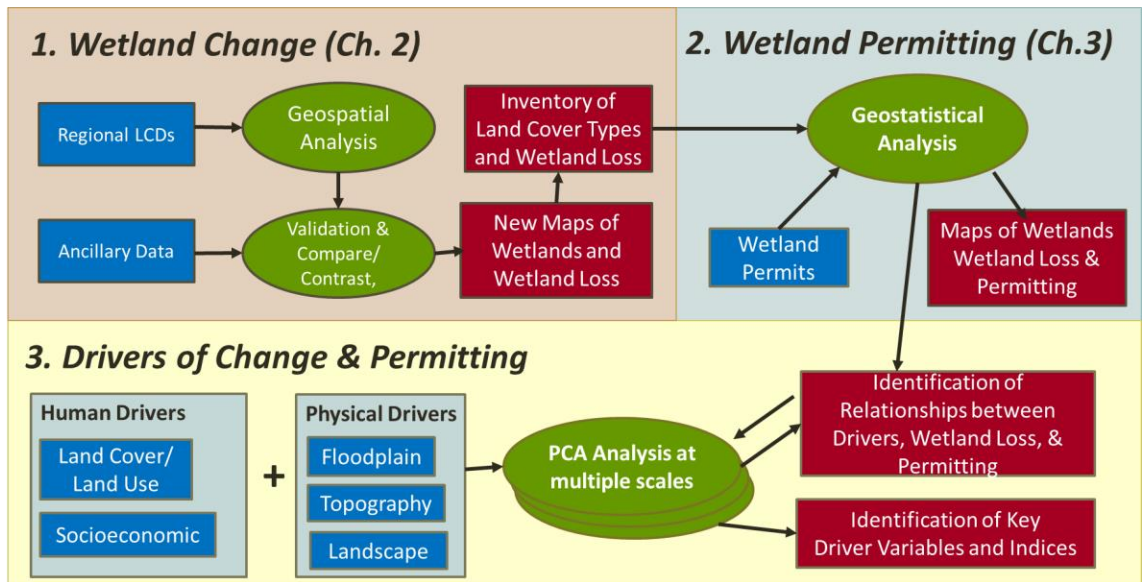 1. Wetland Change (Ch. 2)
Regional LCDs
Geospatial
Analysis
Inventory of
Land Cover Types
and Wetland Loss
Ancillary Data
Validation &
Compare/
Contrast,
New Maps of
Wetlands and
Wetland Loss
2. Wetland Permitting (Ch.3)
Geostatistical
Analysis
Wetland
Permits
Maps of Wetlands
Wetland Loss &
Permitting
3. Drivers of Change & Permitting
Human Drivers
Land Cover/
Land Use
Socioeconomic
+
Physical Drivers
Floodplain
Topography
Landscape
PCA Analysis at
multiple scales
Identification of
Relationships between
Drivers, Wetland Loss, &
Permitting
Identification of Key
Driver Variables and Indices